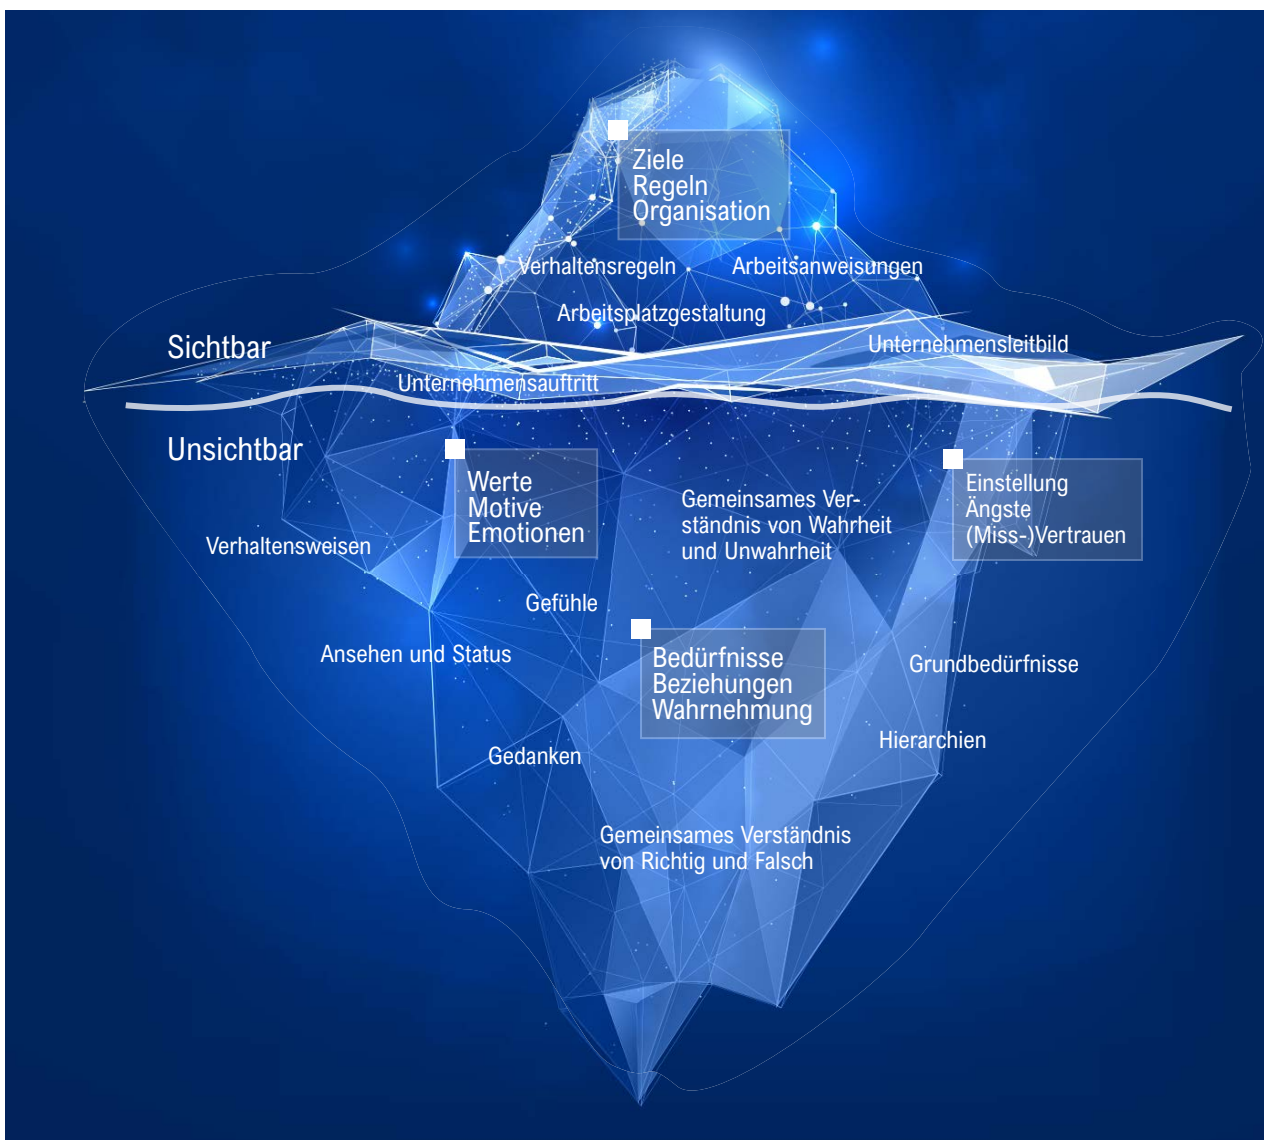 Ziele
Regeln
Organisation
Verhaltensregeln
Arbeitsanweisungen
Arbeitsplatzgestaltung
Sichtbar
Unternehmensleitbild
Unternehmensauftritt
Unsichtbar
Werte
Motive
Emotionen
Gemeinsames Ver-
ständnis von Wahrheit
und Unwahrheit
Einstellung
Ängste
(Miss-)Vertrauen
Verhaltensweisen
Gefühle
Ansehen und Status
Bedürfnisse
Beziehungen
Wahrnehmung
Grundbedürfnisse
Hierarchien
Gedanken
Gemeinsames Verständnis
von Richtig und Falsch